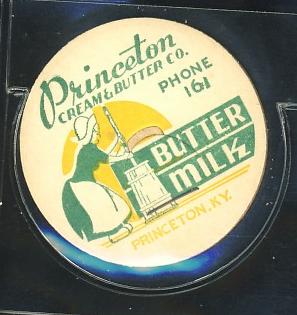 Princeton
CREAM & BUTTER CO.
PHONE
161
BUTTER
MILK
PRINCETON, KY.